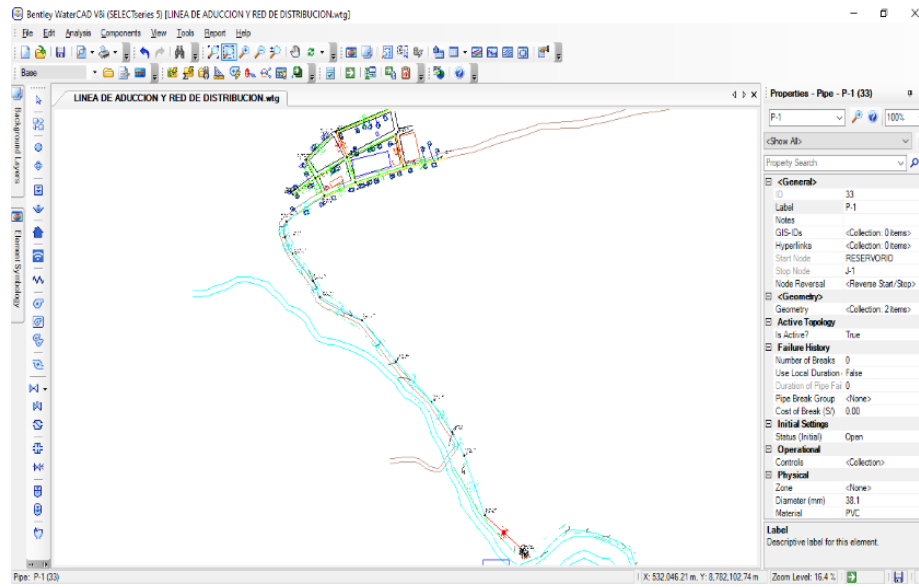 Bentley WaterCAD V8i (SELECTseries 5) [LINEA DE ADUCCION Y RED DE DISTRIBUCION.wtg]
File Edit Analysis Components View Tools Report Help
Base
LINEA DE ADUCCION Y RED DE DISTRIBUCION.wtg
Background Layers
Element Symbology
Properties - Pipe - P-1 (33)
P-1
100%
<Show All>
Property Search
<General>
ID 33
Label P-1
Notes
GIS-IDs <Collection: 0 items>
Hyperlinks <Collection: 0 items>
Start Node RESERVORIO
Stop Node J-1
Node Reversal <Reverse Start/Stop>
<Geometry>
Geometry <Collection: 2 items>
Active Topology
Is Active? True
Failure History
Number of Breaks 0
Use Local Duration False
Duration of Pipe Fai 0
Pipe Break Group <None>
Cost of Break (S/) 0.00
Initial Settings
Status (Initial) Open
Operational
Controls <Collection>
Physical
Zone <None>
Diameter (mm) 38.1
Material PVC
Label
Descriptive label for this element.
Pipe: P-1 (33)
X: 532,046.21 m, Y: 8,782,102.74 m
Zoom Level: 16.4 %